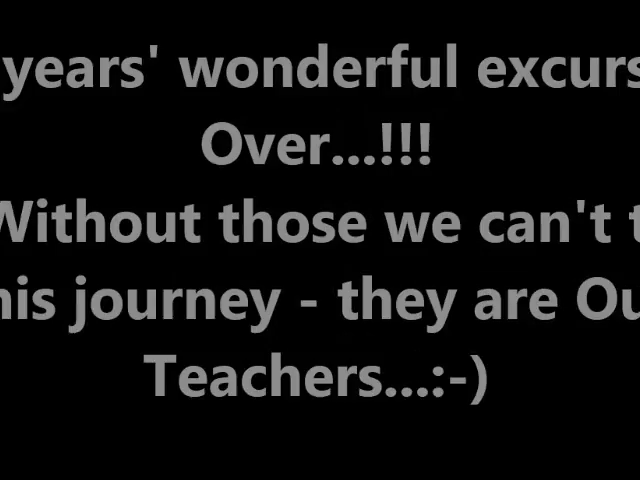 years' wonderful excurs
Over...!!!
Without those we can't t
his journey - they are Ou
Teachers...:-)